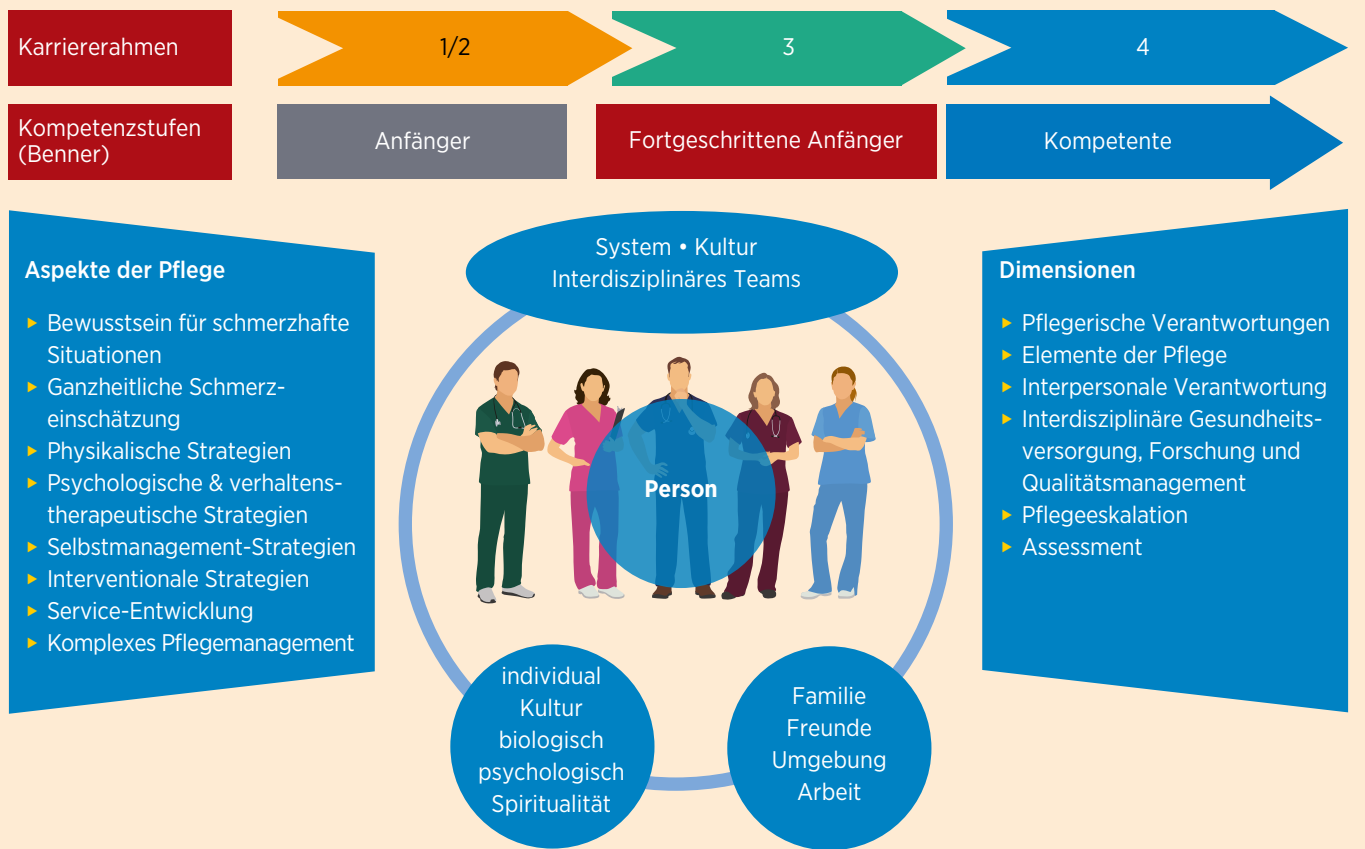 Karriererahmen
1/2
3
4
Kompetenzstufen
(Benner)
Anfänger
Fortgeschrittene Anfänger
Kompetente
Aspekte der Pflege
▸ Bewusstsein für schmerzhafte
Situationen
▸ Ganzheitliche Schmerz-
einschätzung
▸ Physikalische Strategien
▸ Psychologische & verhaltens-
therapeutische Strategien
▸ Selbstmanagement-Strategien
▸ Interventionale Strategien
▸ Service-Entwicklung
▸ Komplexes Pflegemanagement
System • Kultur
Interdisziplinäres Teams
Person
individual
Kultur
biologisch
psychologisch
Spiritualität
Familie
Freunde
Umgebung
Arbeit
Dimensionen
▸ Pflegerische Verantwortungen
▸ Elemente der Pflege
▸ Interpersonale Verantwortung
▸ Interdisziplinäre Gesundheits-
versorgung, Forschung und
Qualitätsmanagement
▸ Pflegeeskalation
▸ Assessment